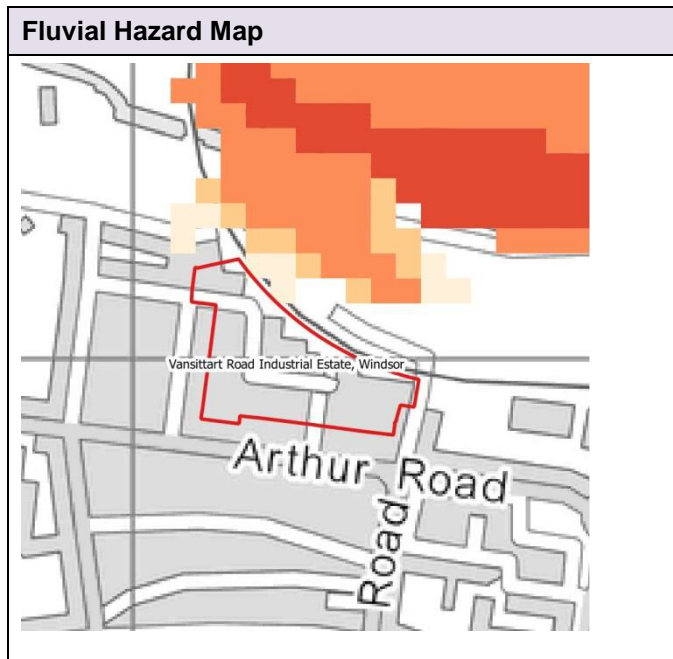 Fluvial Hazard Map
Vansittart Road Industrial Estate, Windsor
Arthur Road
Road